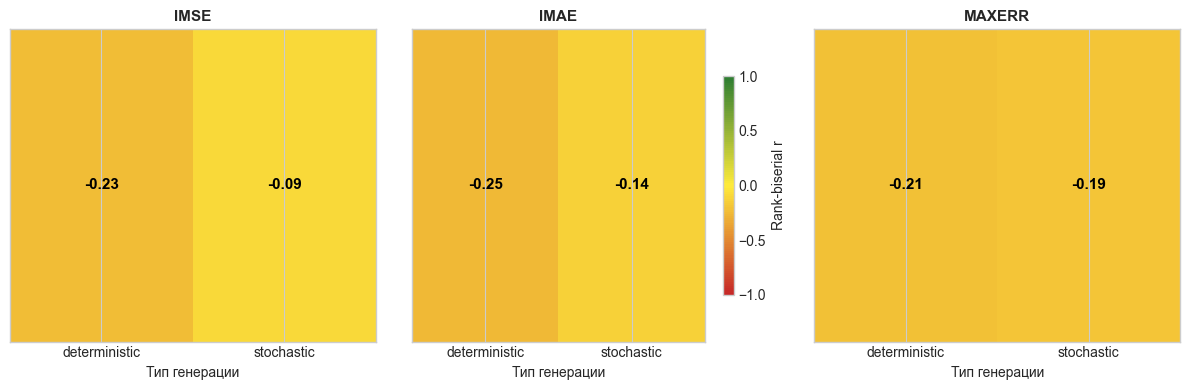 IMSE
-0.23
-0.09
deterministic
stochastic
Тип генерации
IMAE
-0.25
-0.14
deterministic
stochastic
Тип генерации
1.0
0.5
0.0
−0.5
−1.0
Rank-biserial r
MAXERR
-0.21
-0.19
deterministic
stochastic
Тип генерации